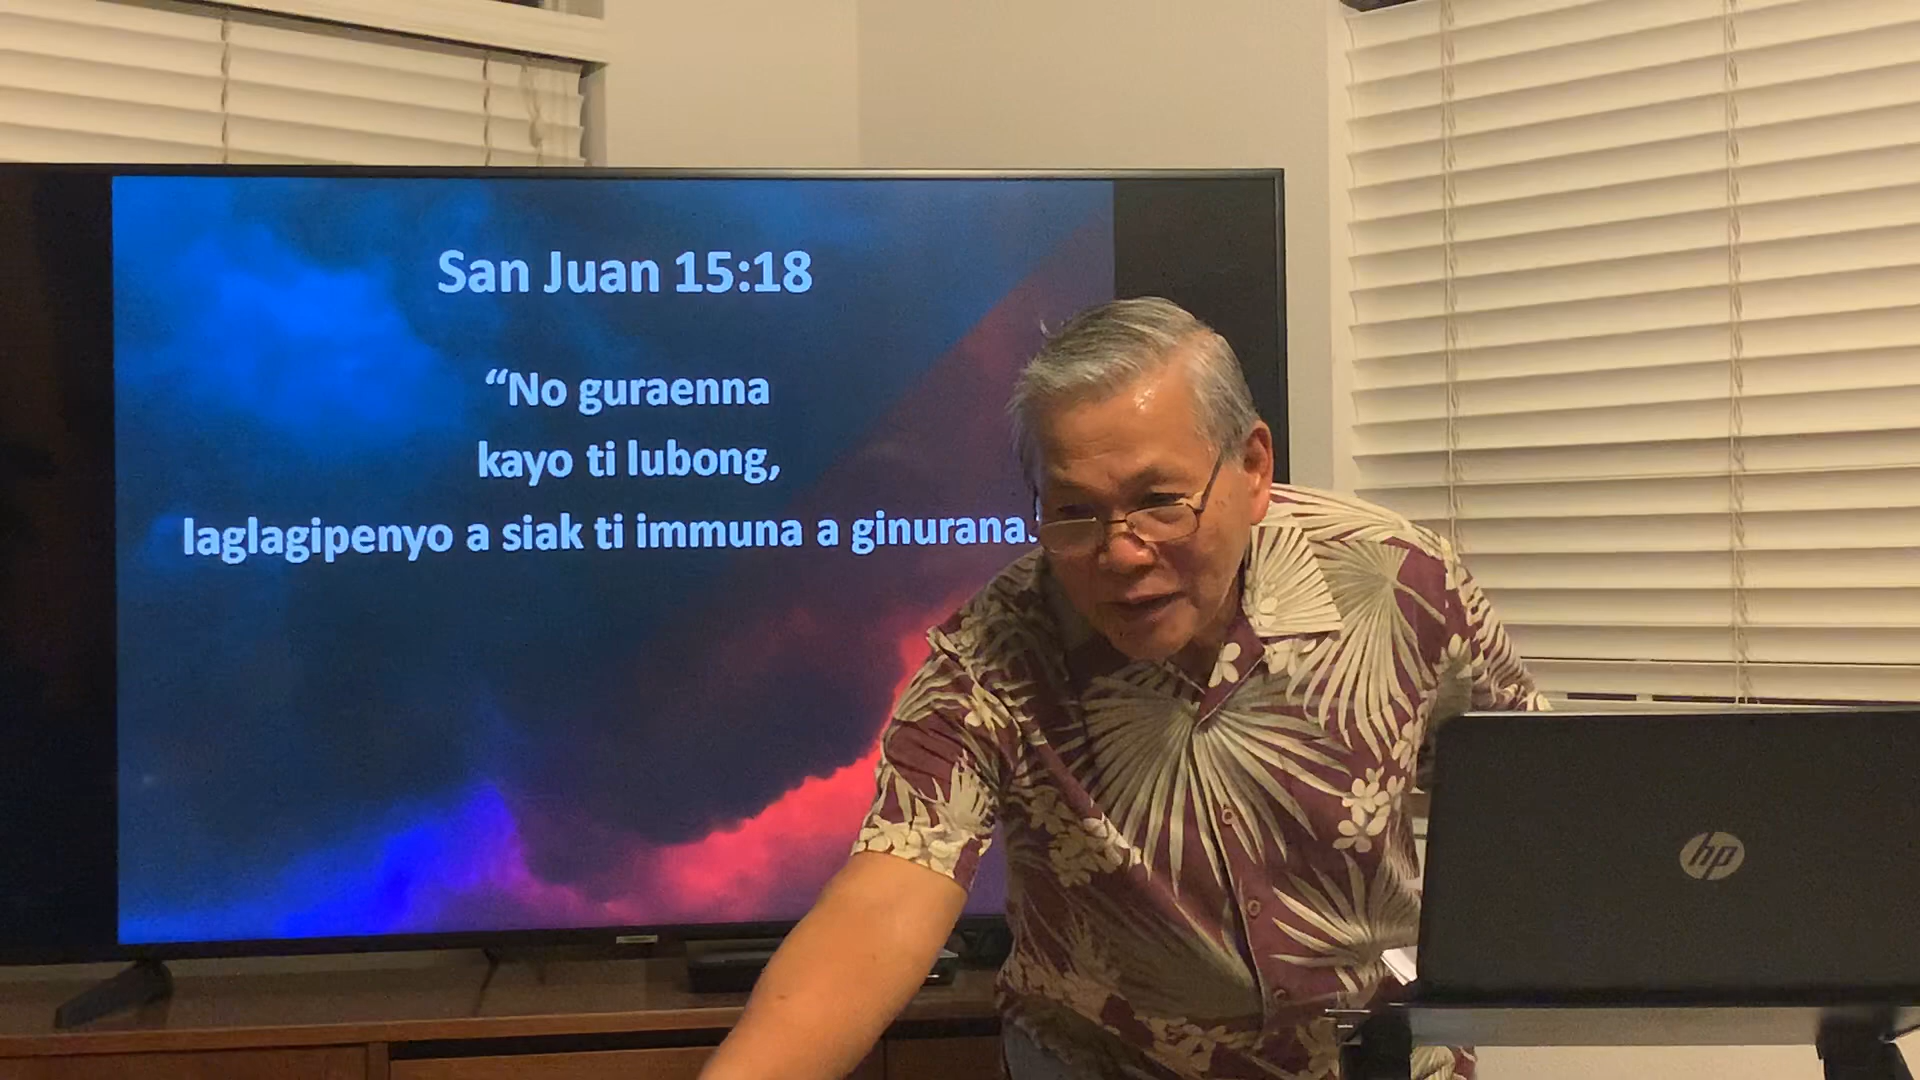 San Juan 15:18
“No guraenna
kayo ti lubong,
laglagipenyo a siak ti immuna a ginurana.
hp